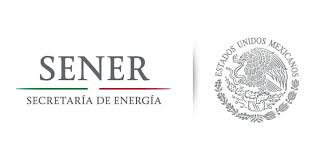 SENER
SECRETARÍA DE ENERGÍA
ESTADOS UNIDOS MEXICANOS